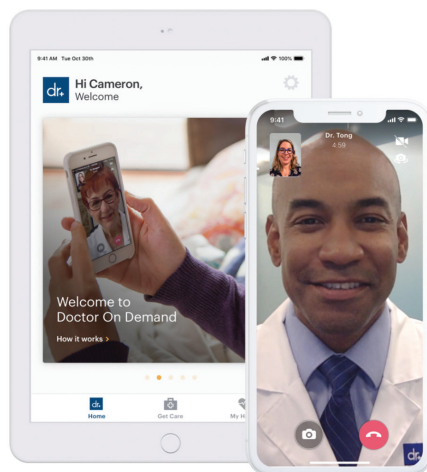 9:41 AM Tue Oct 30th
100%
dr+
Hi Cameron,
Welcome
Welcome to
Doctor On Demand
How it works >
dr+
Home
Get Care
My H
9:41
Dr. Tong
4:59
dr+